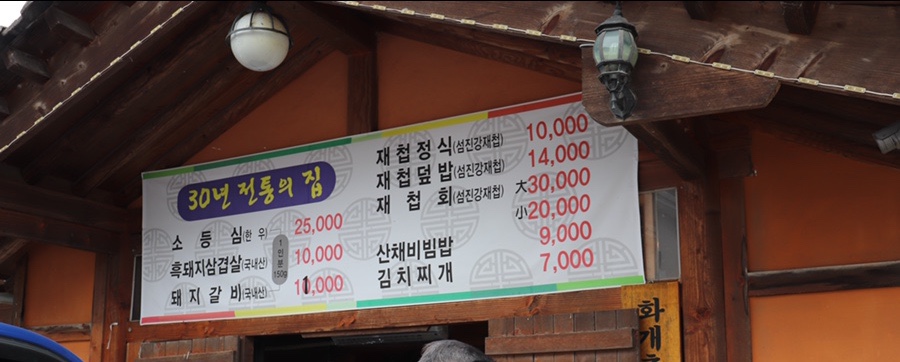 30년 전통의 집
소등심(한우) 25,000
흑돼지삼겹살(국내산) 10,000
돼지갈비(국내산) 10,000
1인분 150g
재첩정식(섬진강재첩) 10,000
재첩덮밥(섬진강재첩) 14,000
재첩회(섬진강재첩) 大 30,000
小 20,000
산채비빔밥 9,000
김치찌개 7,000
화개